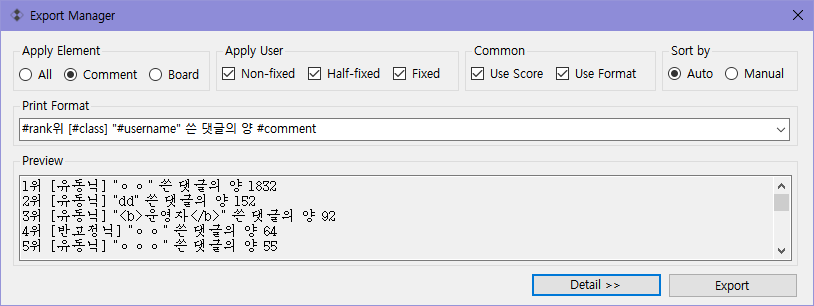 Export Manager
Apply Element
Apply User
Common
Sort by
All Comment Board
Non-fixed Half-fixed Fixed
Use Score Use Format
Auto Manual
Print Format
#rank위 [#class] "#username" 쓴 댓글의 양 #comment
Preview
1위 [유동닉] "ㅇㅇ" 쓴 댓글의 양 1832
2위 [유동닉] "dd" 쓴 댓글의 양 152
3위 [유동닉] "<b>운영자</b>" 쓴 댓글의 양 92
4위 [반고정닉] "ㅇㅇ" 쓴 댓글의 양 64
5위 [유동닉] "ㅇㅇㅇ" 쓴 댓글의 양 55
Detail >>
Export